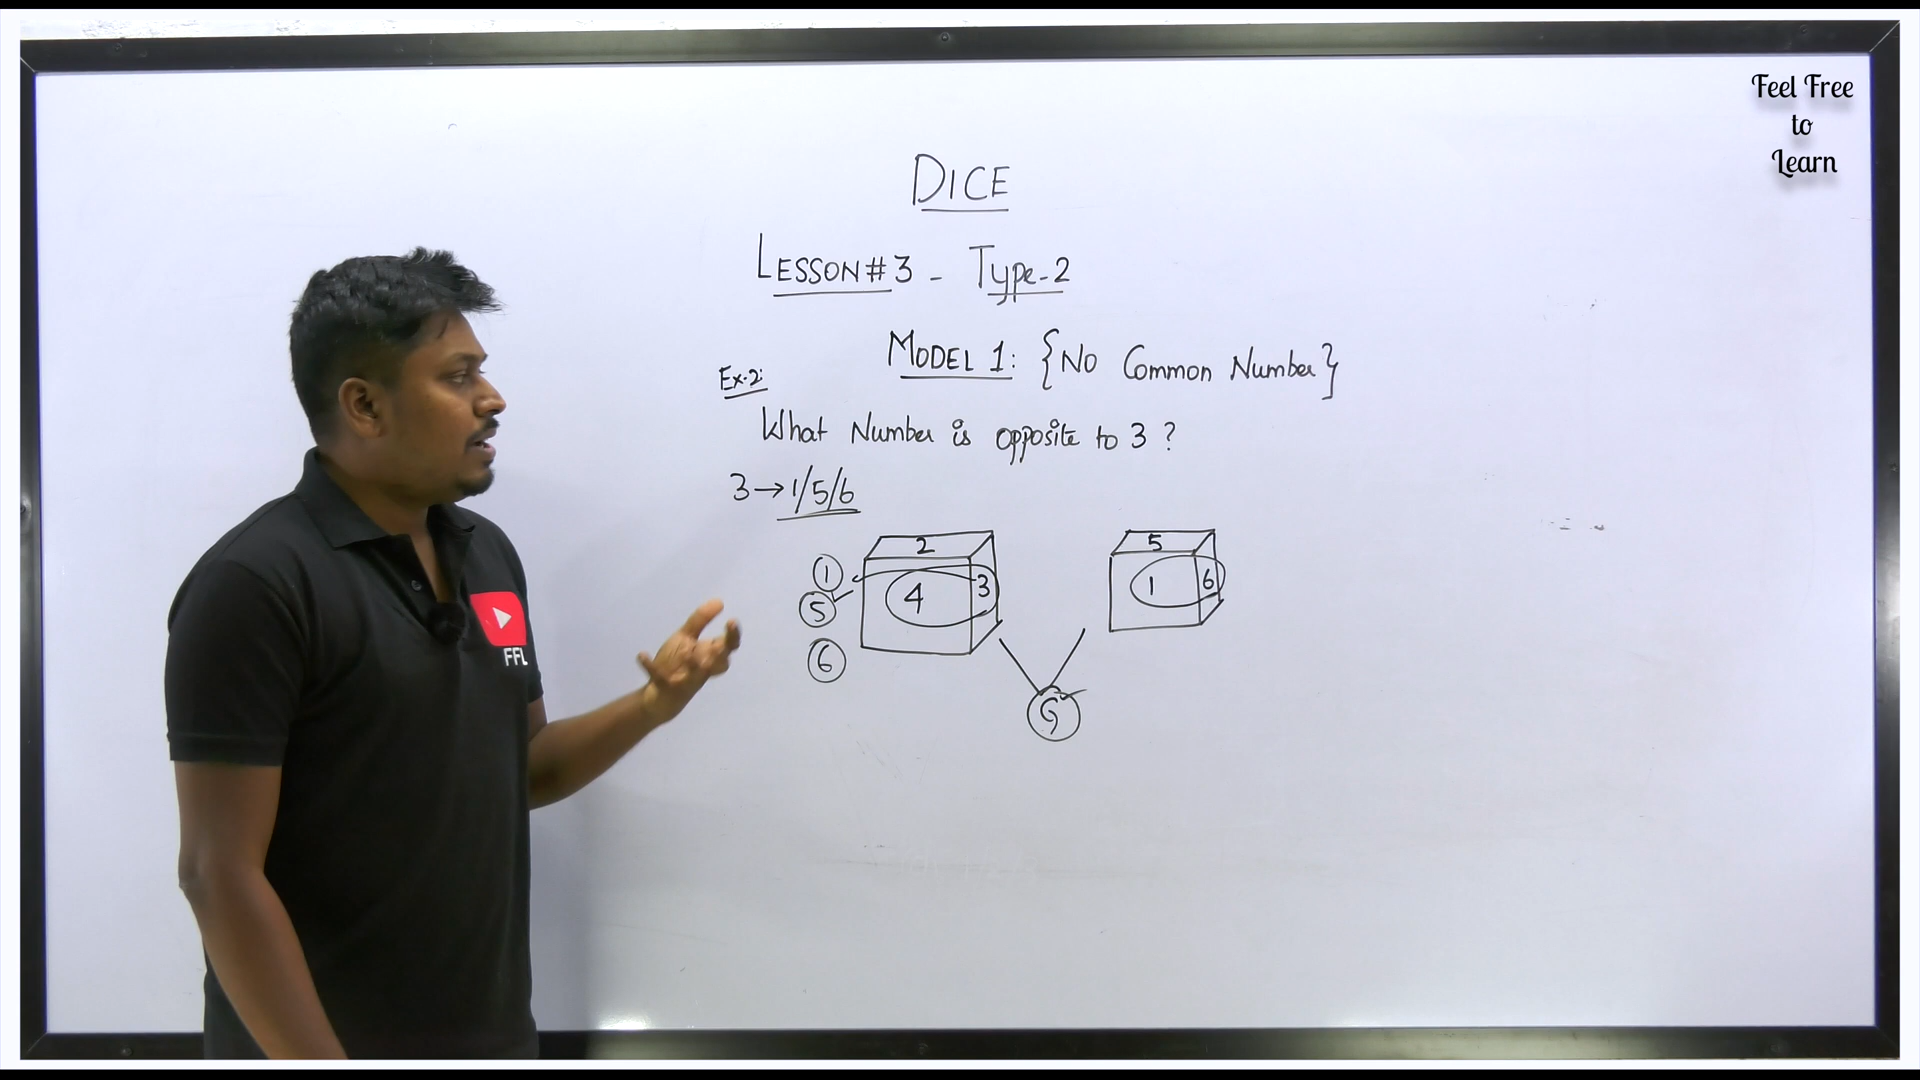 Feel Free
to
Learn
DICE
LESSON#3 - Type-2
MODEL 1: {No Common Number}
Ex-2:
What Number is opposite to 3 ?
3→1/5/6
2
4
3
1
5
6
5
1
6
FFL